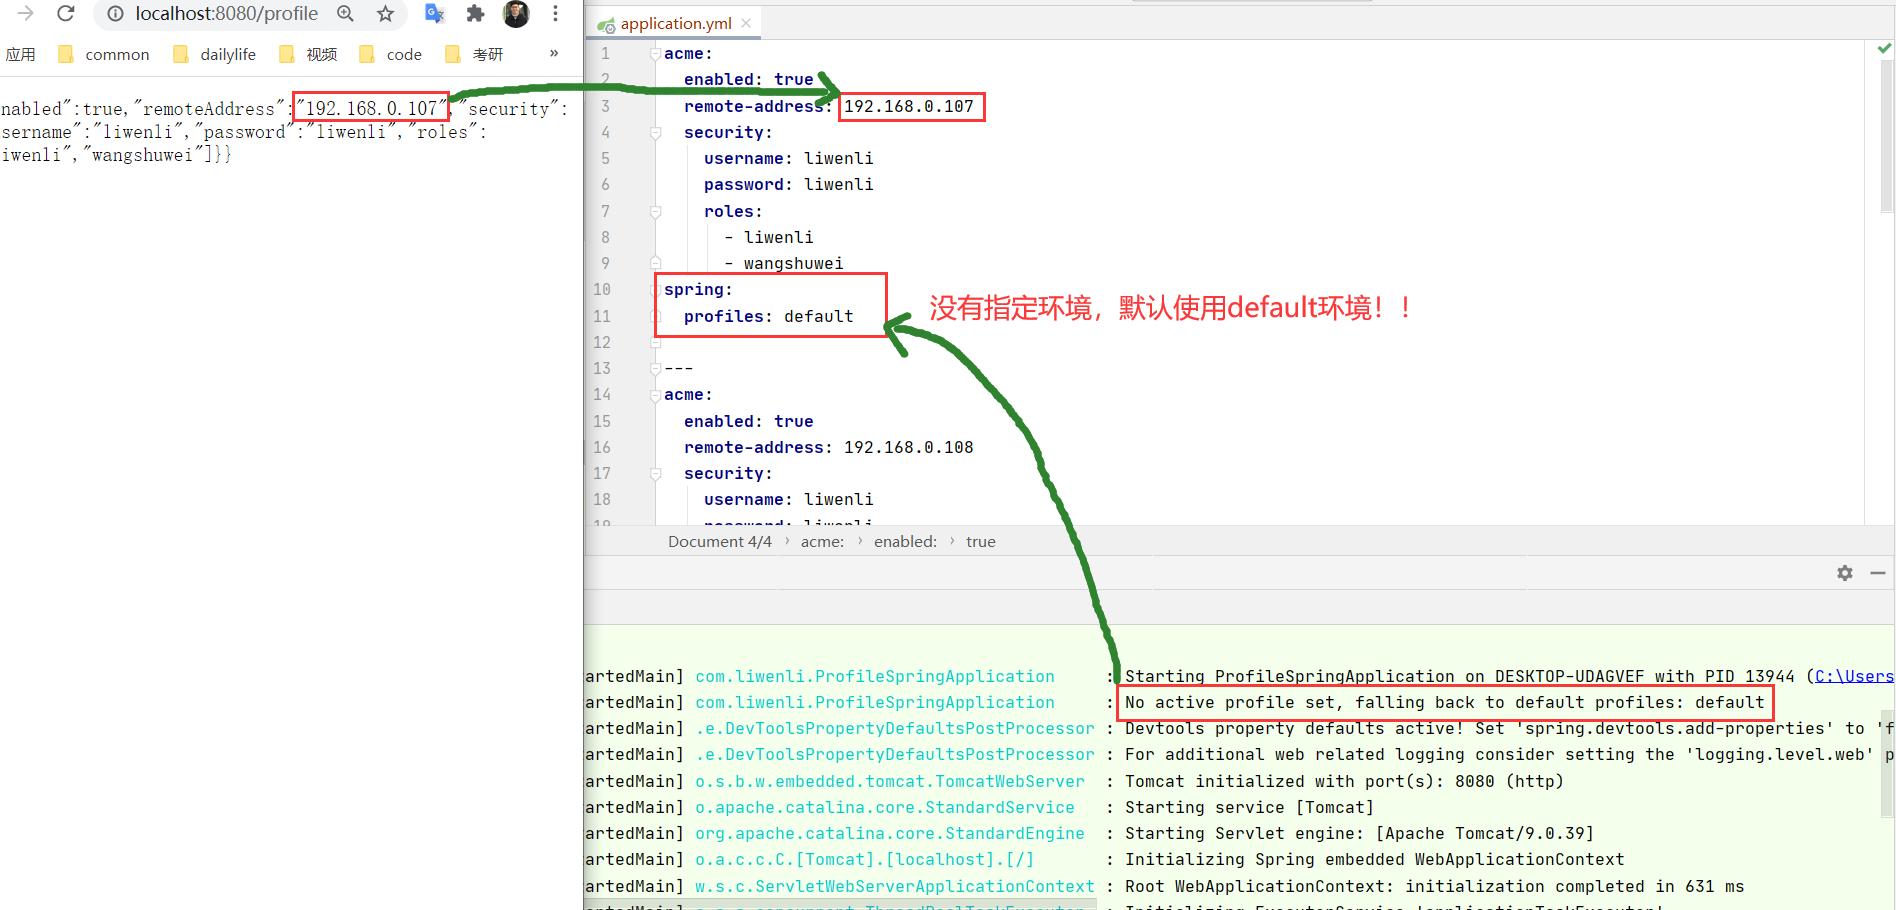 localhost:8080/profile
应用 common dailylife 视频 code 考研 »
nabled":true,"remoteAddress":"192.168.0.107","security":
sername":"liwenli","password":"liwenli","roles":
iwenli","wangshuwei"]}}
application.yml
1 acme:
2 enabled: true
3 remote-address: 192.168.0.107
4 security:
5 username: liwenli
6 password: liwenli
7 roles:
8 - liwenli
9 - wangshuwei
10 spring:
11 profiles: default
12
13 ---
14 acme:
15 enabled: true
16 remote-address: 192.168.0.108
17 security:
18 username: liwenli
19 password: liwenli
没有指定环境，默认使用default环境！！
Document 4/4 › acme: › enabled: › true
artedMain] com.liwenli.ProfileSpringApplication : Starting ProfileSpringApplication on DESKTOP-UDAGVEF with PID 13944 (C:\Users
artedMain] com.liwenli.ProfileSpringApplication : No active profile set, falling back to default profiles: default
artedMain] .e.DevToolsPropertyDefaultsPostProcessor : Devtools property defaults active! Set 'spring.devtools.add-properties' to 'f
artedMain] .e.DevToolsPropertyDefaultsPostProcessor : For additional web related logging consider setting the 'logging.level.web' p
artedMain] o.s.b.w.embedded.tomcat.TomcatWebServer : Tomcat initialized with port(s): 8080 (http)
artedMain] o.apache.catalina.core.StandardService : Starting service [Tomcat]
artedMain] org.apache.catalina.core.StandardEngine : Starting Servlet engine: [Apache Tomcat/9.0.39]
artedMain] o.a.c.c.C.[Tomcat].[localhost].[/] : Initializing Spring embedded WebApplicationContext
artedMain] w.s.c.ServletWebServerApplicationContext : Root WebApplicationContext: initialization completed in 631 ms
artedMain] o.s.s.concurrent.ThreadPoolTaskExecutor : Initializing ExecutorService 'applicationTaskExecutor'